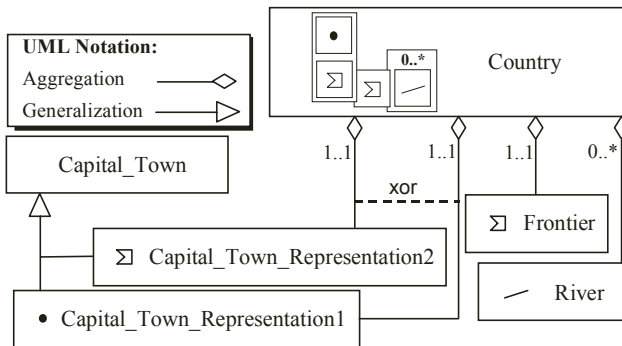 UML Notation:
Aggregation
Generalization
0..*
Country
1..1
1..1
1..1
0..*
Capital_Town
xor
Frontier
Capital_Town_Representation2
River
Capital_Town_Representation1